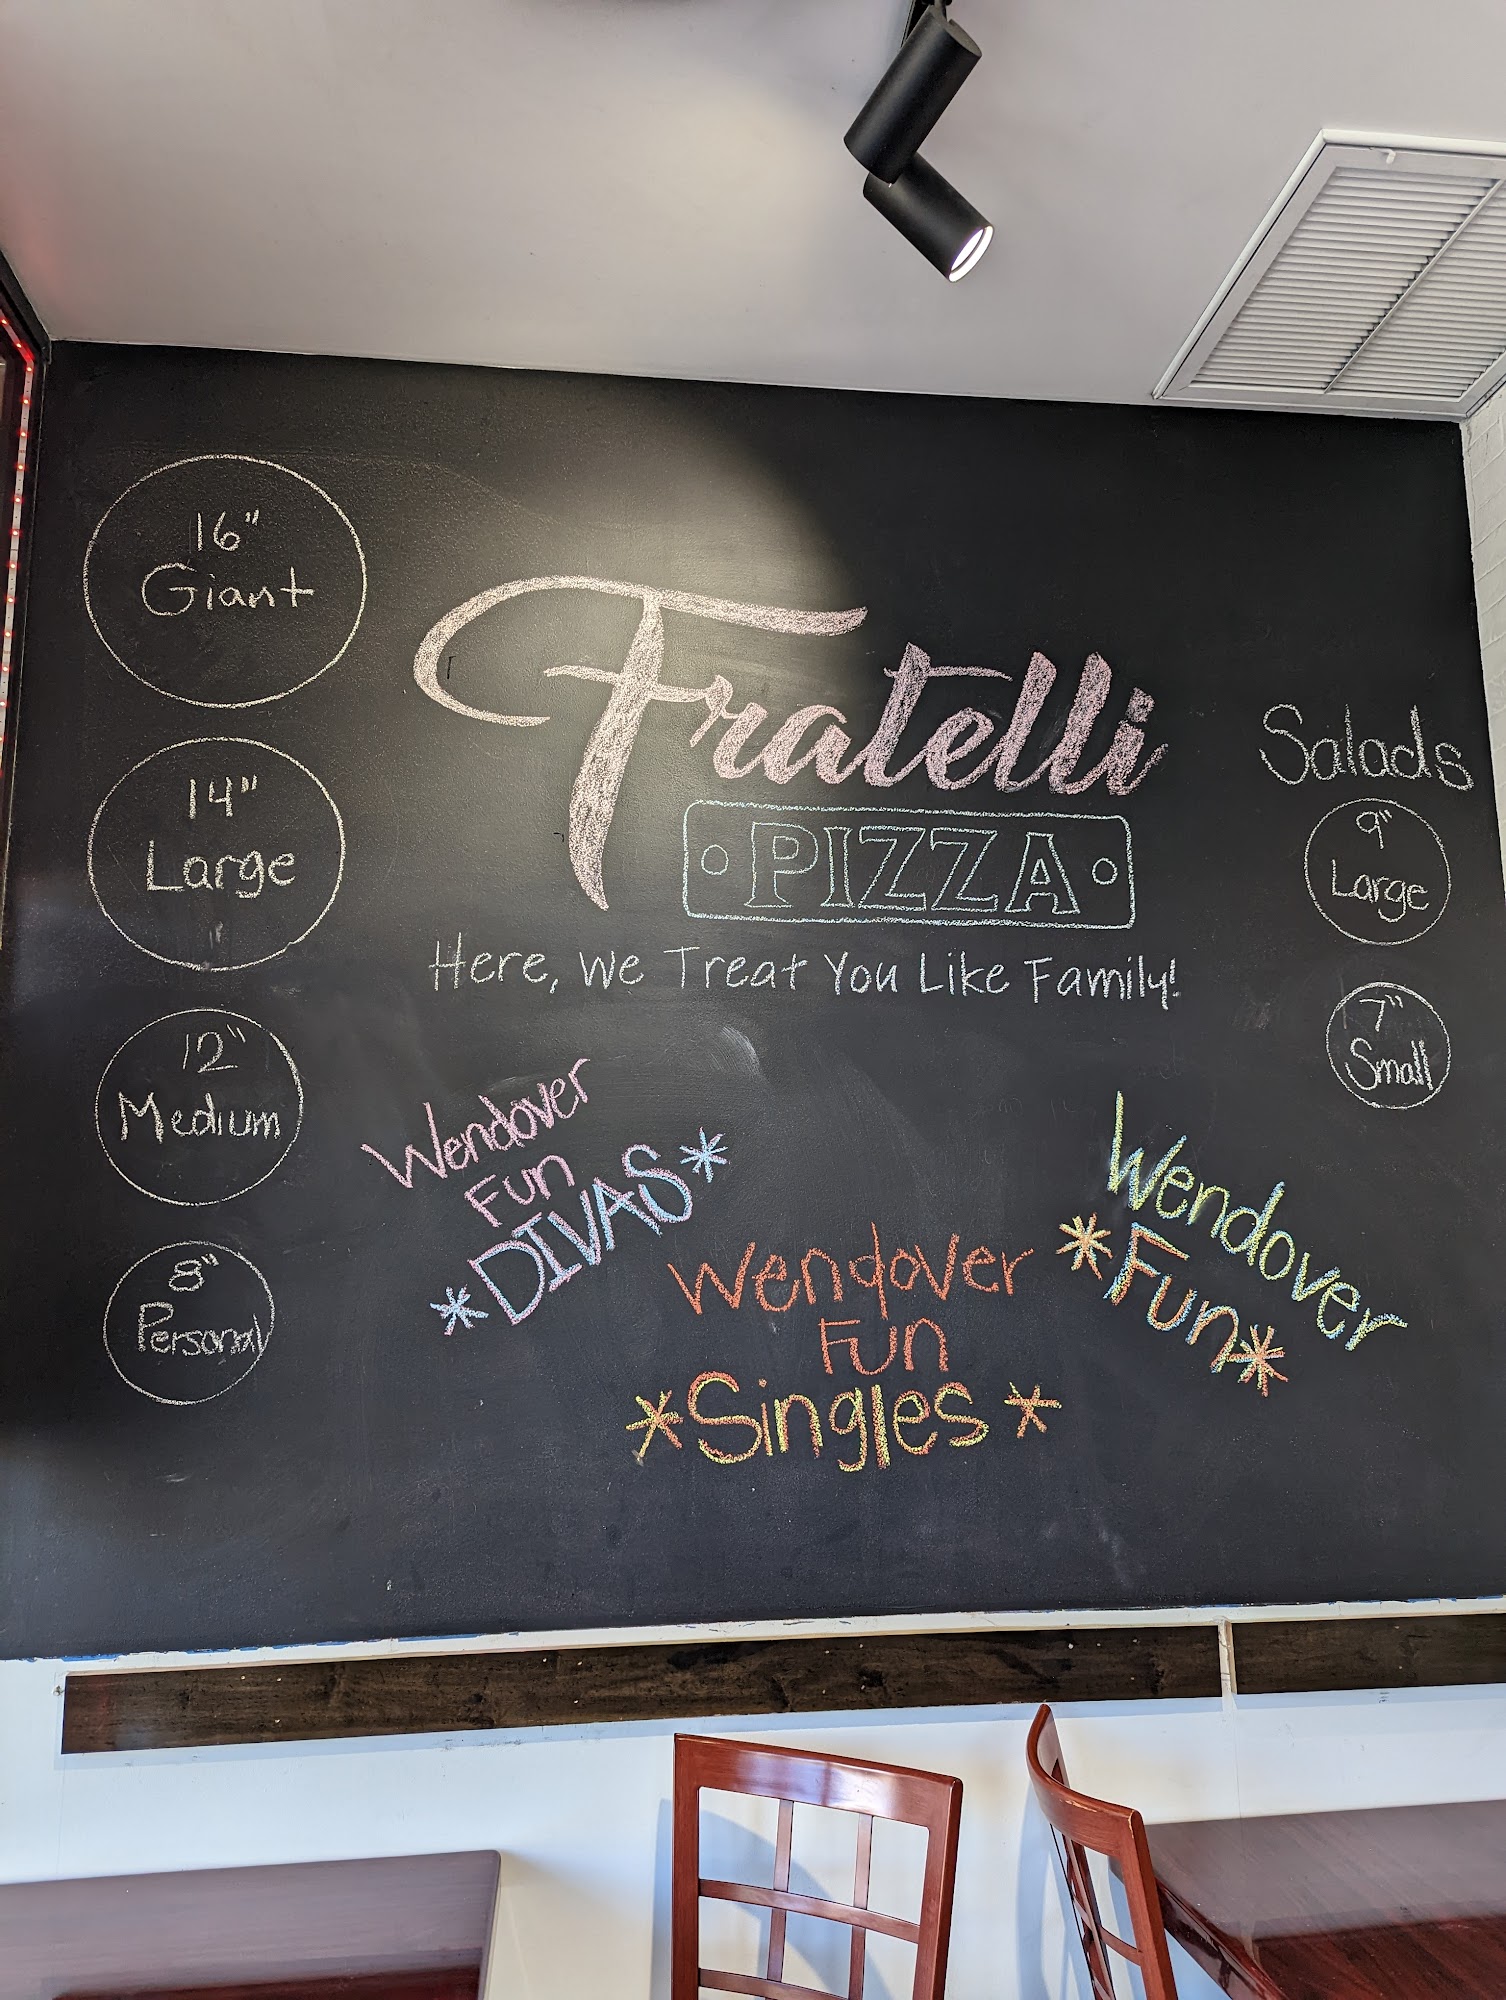 16"
Giant
14"
Large
12"
Medium
8"
Personal
Fratelli
PIZZA
Here, We Treat You Like Family!
Wendover
Fun
*DIVAS*
Wendover
Fun
*Singles*
Wendover
*Fun*
Salads
9"
Large
7"
Small